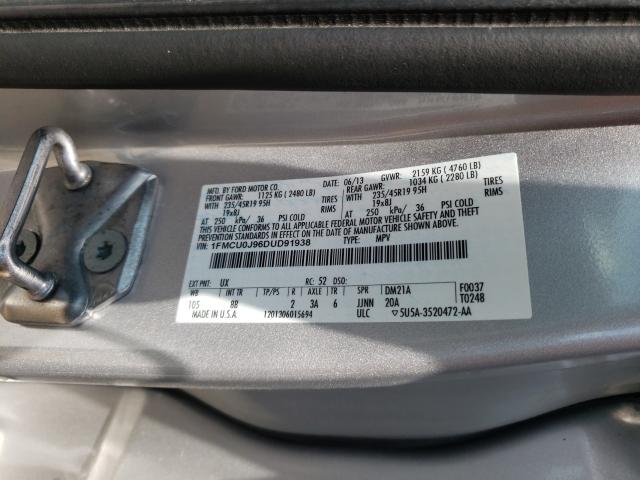 MFD. BY FORD MOTOR CO.
DATE: 06/13 GVWR: 2159 KG ( 4760 LB)
FRONT GAWR: 1125 KG ( 2480 LB) REAR GAWR: 1034 KG ( 2280 LB)
WITH 235/45R19 95H TIRES WITH 235/45R19 95H TIRES
19x8J RIMS 19x8J RIMS
AT 250 kPa/ 36 PSI COLD AT 250 kPa/ 36 PSI COLD
THIS VEHICLE CONFORMS TO ALL APPLICABLE FEDERAL MOTOR VEHICLE SAFETY AND THEFT
PREVENTION STANDARDS IN EFFECT ON THE DATE OF MANUFACTURE SHOWN ABOVE.
VIN: 1FMCU0J96DUD91938 TYPE: MPV
EXT PNT: UX RC: 52 DSO: F0037
WB INT TR TP/PS R AXLE TR SPR DM21A T0248
105 8B 2 3A 6 JJNN 20A
MADE IN U.S.A. 1201306015694 ULC 5U5A-3520472-AA